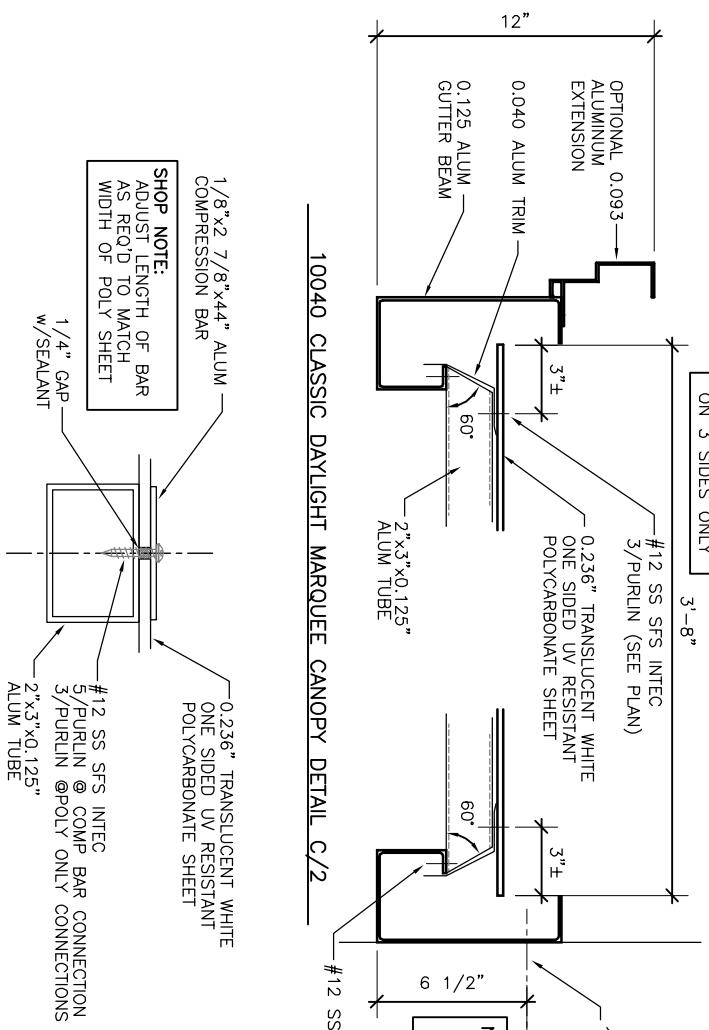 ON 3 SIDES ONLY
12"
3'-8"
OPTIONAL 0.093
ALUMINUM
EXTENSION
0.040 ALUM TRIM
0.125 ALUM
GUTTER BEAM
3"±
60°
#12 SS SFS INTEC
3/PURLIN (SEE PLAN)
0.236" TRANSLUCENT WHITE
ONE SIDED UV RESISTANT
POLYCARBONATE SHEET
2"x3"x0.125"
ALUM TUBE
3"±
60°
6 1/2"
#12 SS
10040 CLASSIC DAYLIGHT MARQUEE CANOPY DETAIL C/2
1/8"x2 7/8"x44" ALUM
COMPRESSION BAR
SHOP NOTE:
ADJUST LENGTH OF BAR
AS REQ'D TO MATCH
WIDTH OF POLY SHEET
1/4" GAP
w/SEALANT
0.236" TRANSLUCENT WHITE
ONE SIDED UV RESISTANT
POLYCARBONATE SHEET
#12 SS SFS INTEC
5/PURLIN @ COMP BAR CONNECTION
3/PURLIN @POLY ONLY CONNECTIONS
2"x3"x0.125"
ALUM TUBE